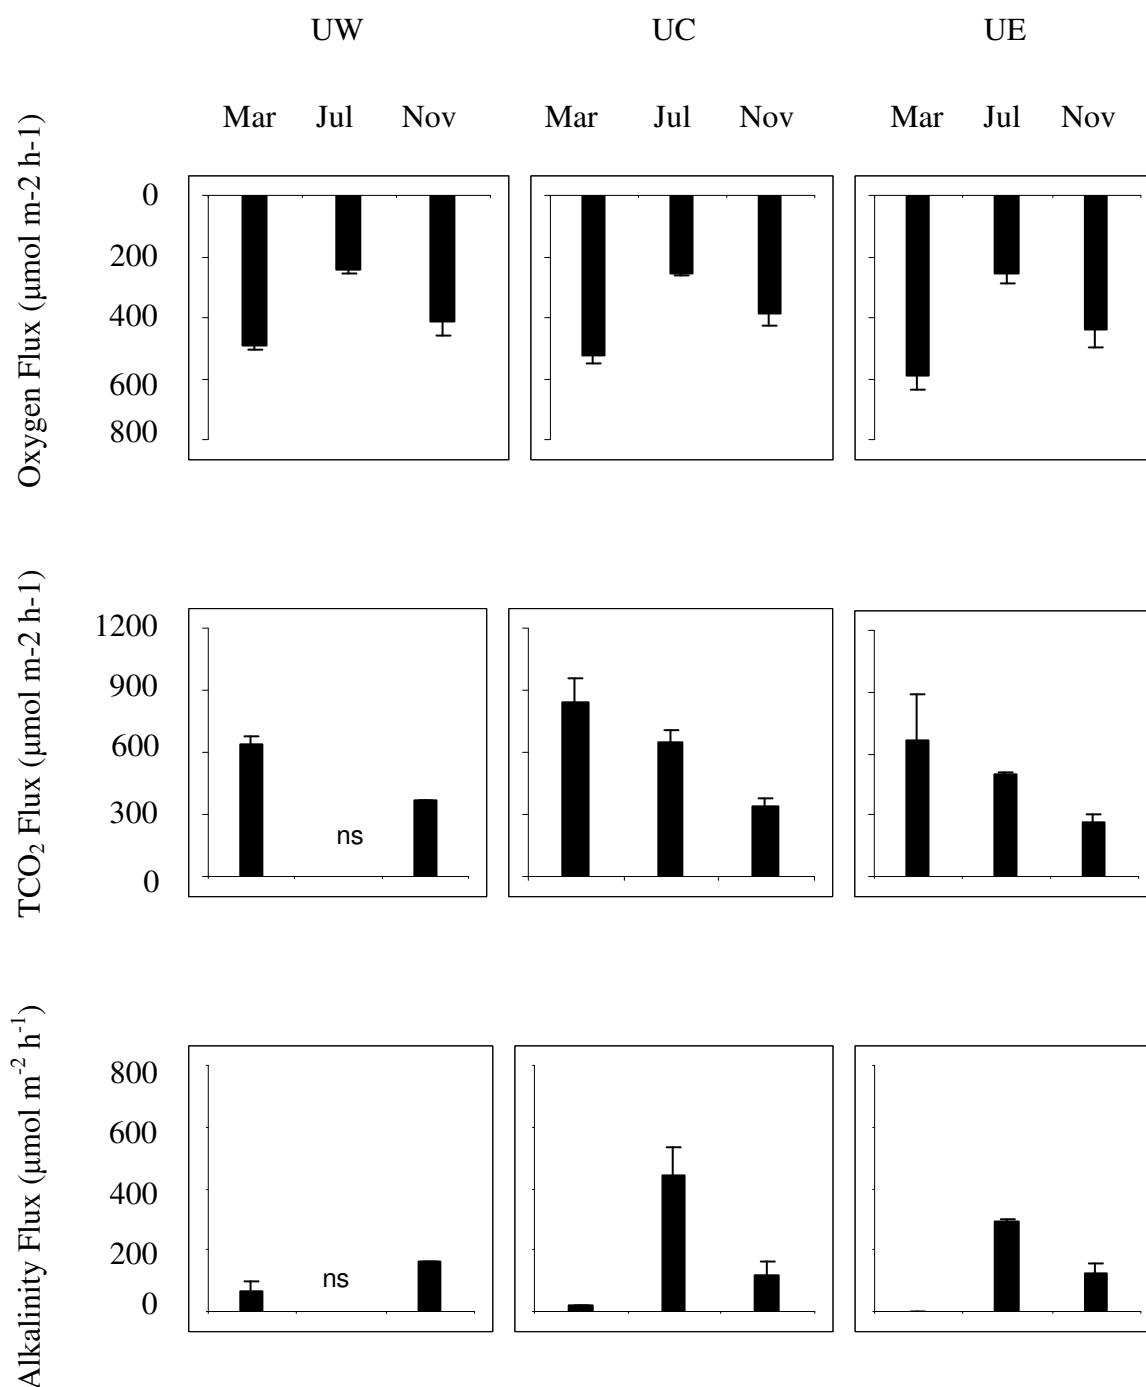 UW UC UE
Mar Jul Nov Mar Jul Nov Mar Jul Nov
Oxygen Flux (µmol m-2 h-1)
0
200
400
600
800
TCO₂ Flux (µmol m-2 h-1)
1200
900
600
300
0
ns
Alkalinity Flux (µmol m⁻² h⁻¹)
800
600
400
200
0
ns